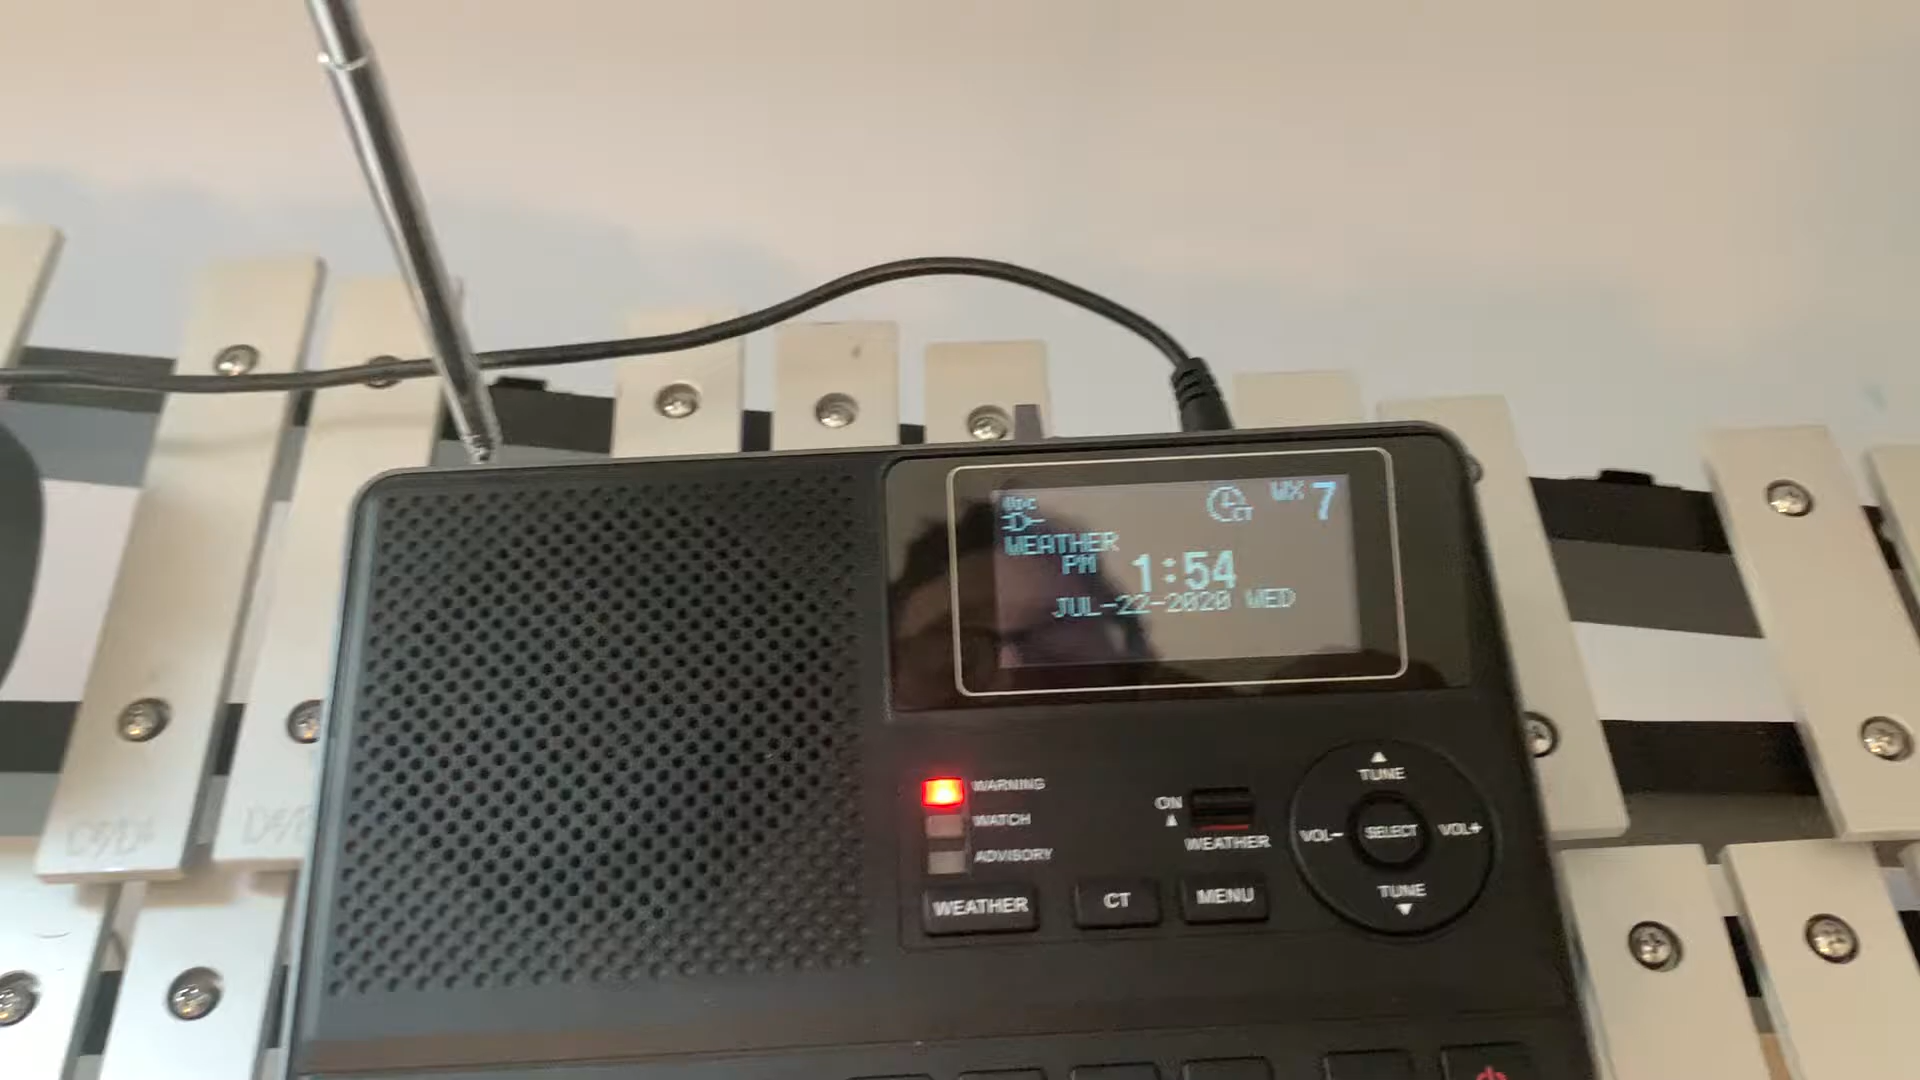 WX 7
WEATHER
PM 1:54
JUL-22-2020 WED
WARNING
WATCH
ADVISORY
ON
WEATHER
WEATHER
CT
MENU
TUNE
VOL-
SELECT
VOL+
TUNE